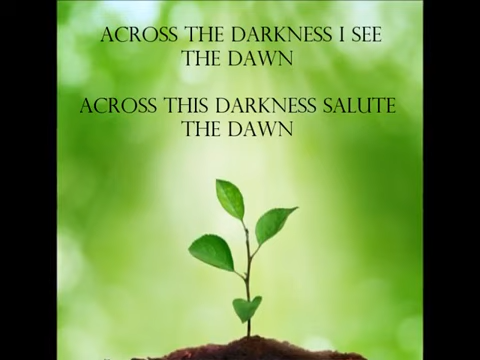 ACROSS THE DARKNESS I SEE
THE DAWN
ACROSS THIS DARKNESS SALUTE
THE DAWN